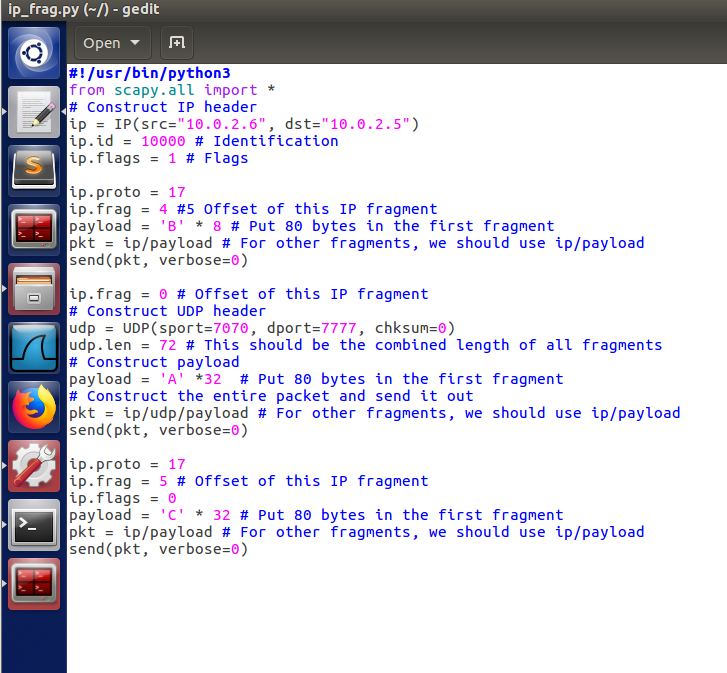 ip_frag.py (~/) - gedit
Open
#!/usr/bin/python3
from scapy.all import *
# Construct IP header
ip = IP(src="10.0.2.6", dst="10.0.2.5")
ip.id = 10000 # Identification
ip.flags = 1 # Flags
ip.proto = 17
ip.frag = 4 #5 Offset of this IP fragment
payload = 'B' * 8 # Put 80 bytes in the first fragment
pkt = ip/payload # For other fragments, we should use ip/payload
send(pkt, verbose=0)
ip.frag = 0 # Offset of this IP fragment
# Construct UDP header
udp = UDP(sport=7070, dport=7777, chksum=0)
udp.len = 72 # This should be the combined length of all fragments
# Construct payload
payload = 'A' *32  # Put 80 bytes in the first fragment
# Construct the entire packet and send it out
pkt = ip/udp/payload # For other fragments, we should use ip/payload
send(pkt, verbose=0)
ip.proto = 17
ip.frag = 5 # Offset of this IP fragment
ip.flags = 0
payload = 'C' * 32 # Put 80 bytes in the first fragment
pkt = ip/payload # For other fragments, we should use ip/payload
send(pkt, verbose=0)